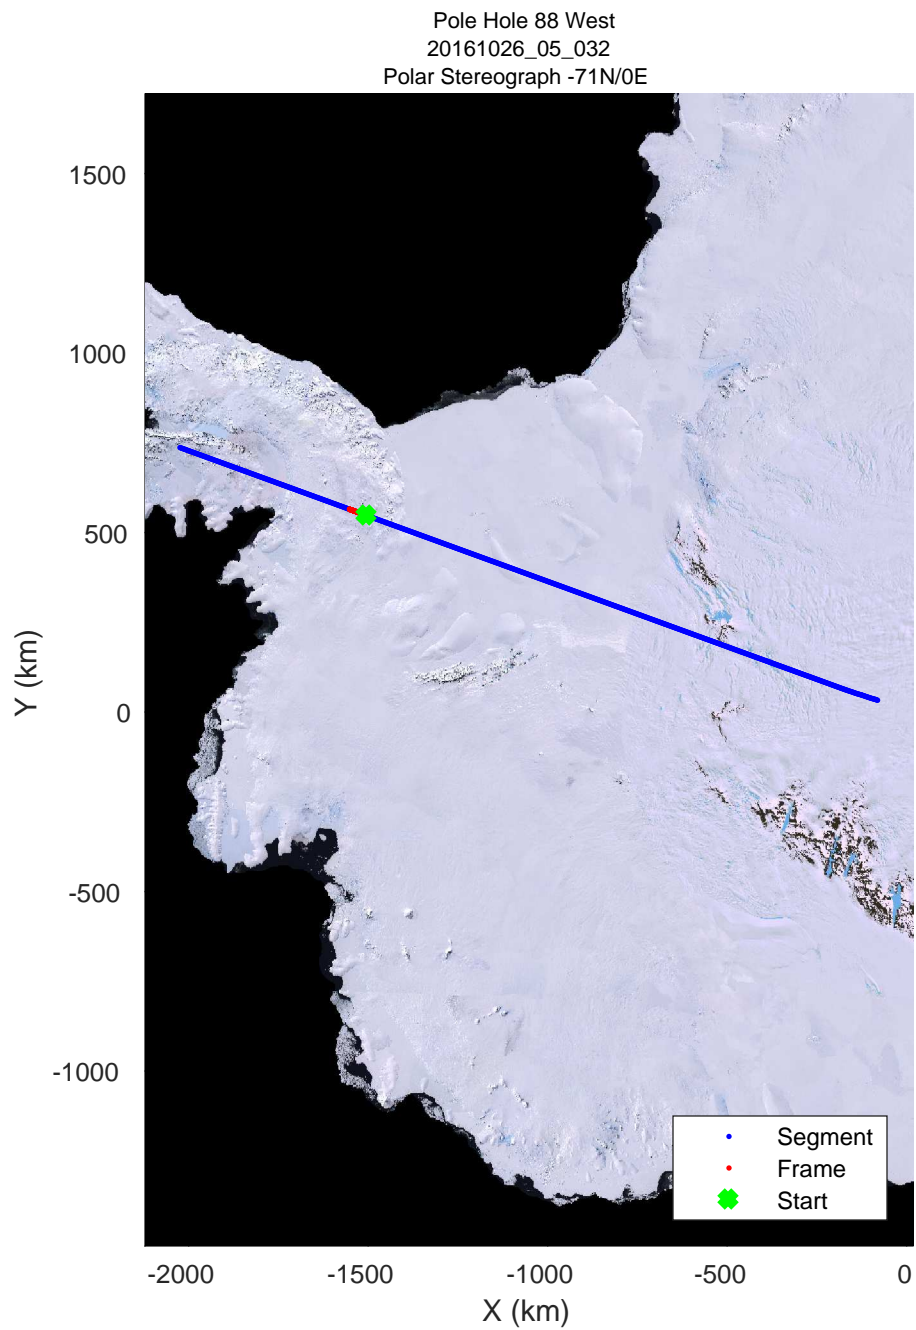 Pole Hole 88 West
20161026_05_032
Polar Stereograph -71N/0E
1500
1000
500
0
-500
-1000
Y (km)
-2000
-1500
-1000
-500
0
X (km)
Segment
Frame
Start